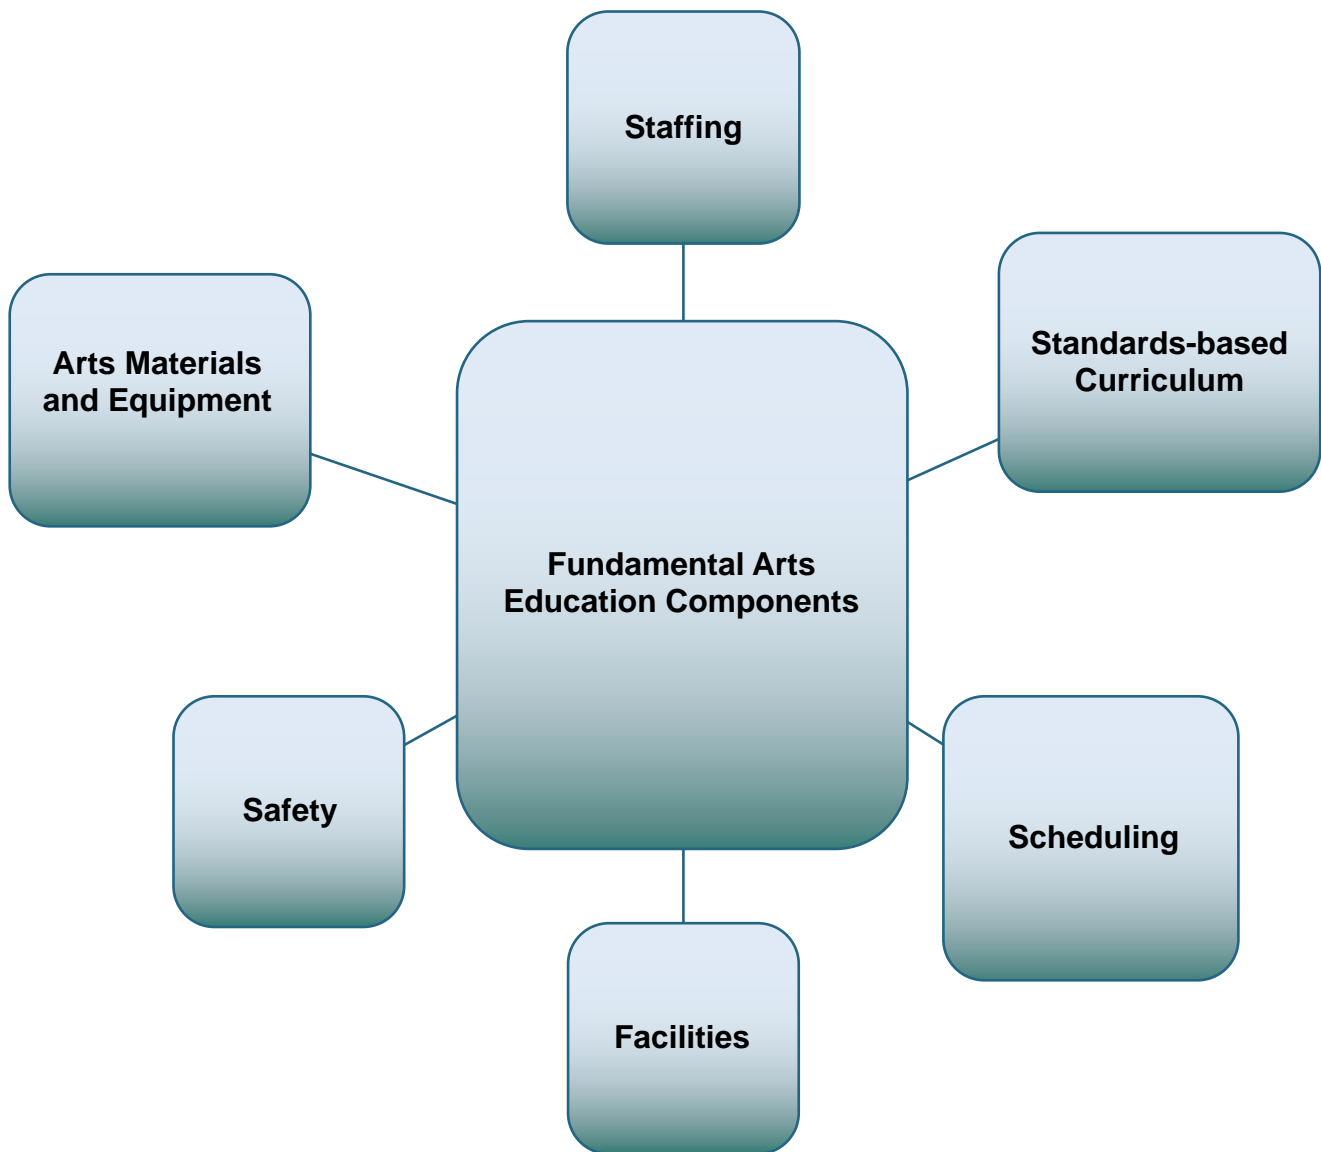 Staffing
Standards-based
Curriculum
Arts Materials
and Equipment
Fundamental Arts
Education Components
Safety
Scheduling
Facilities